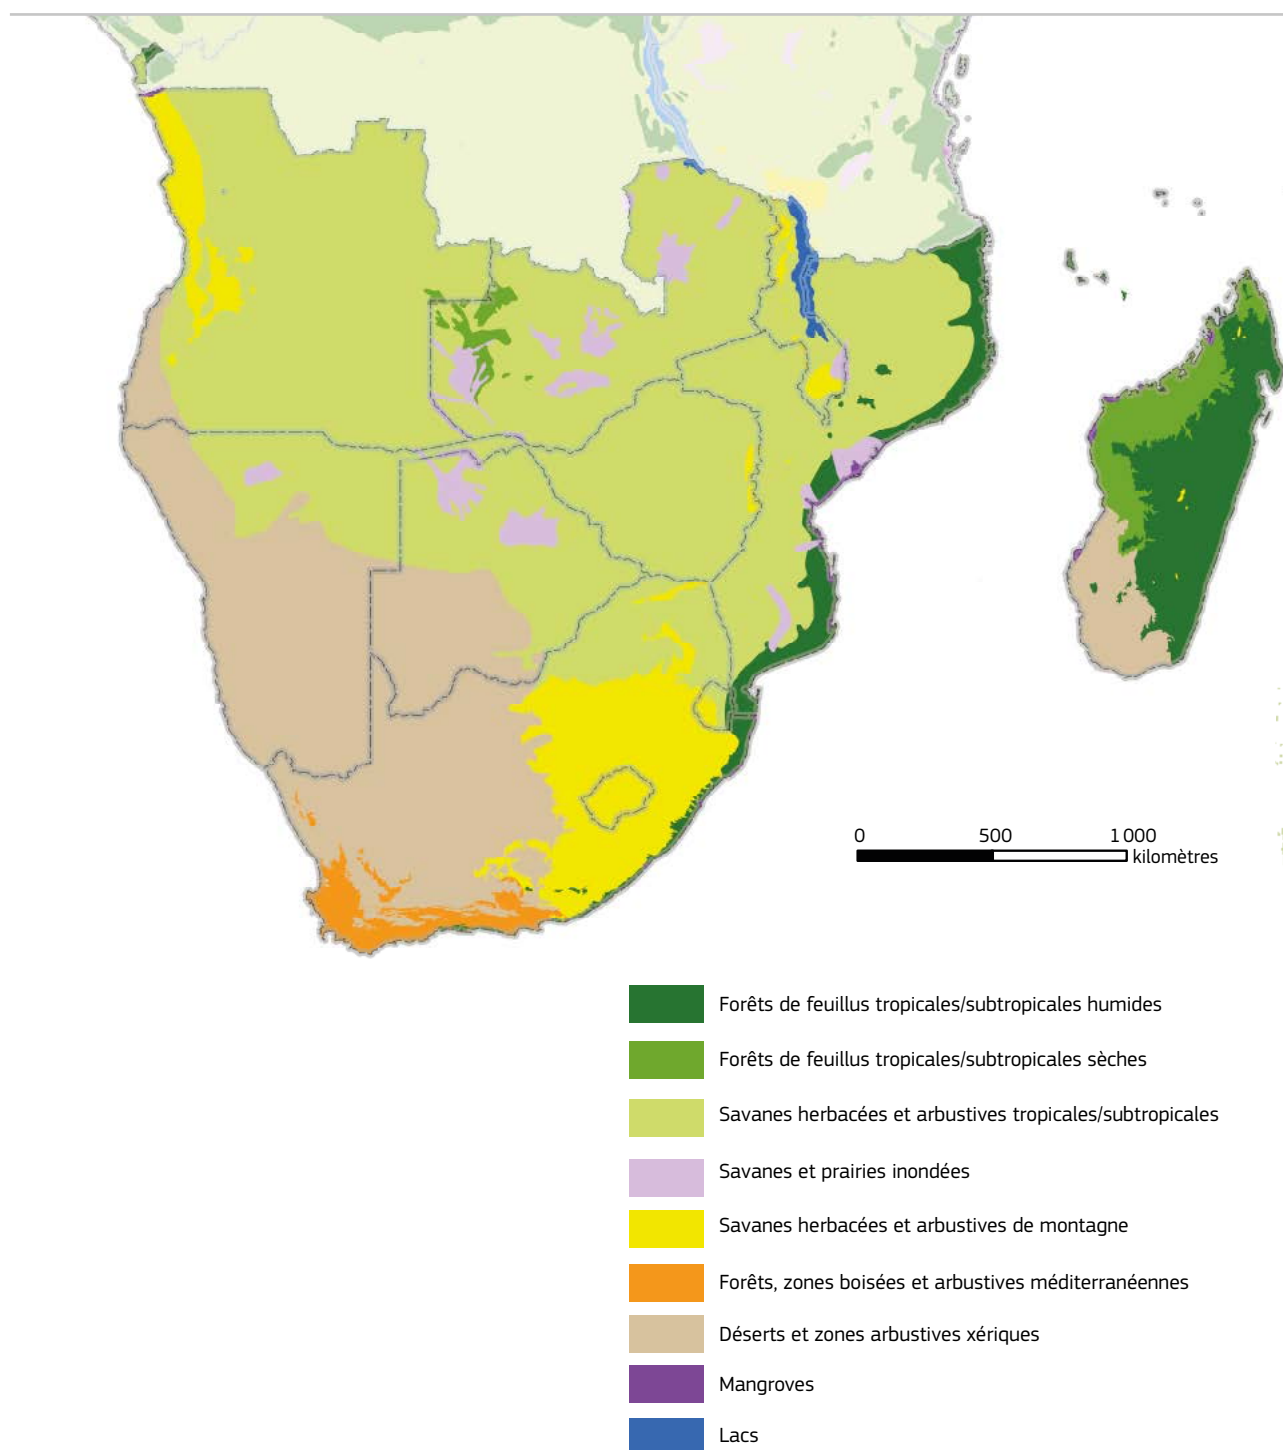 0 500 1 000
kilomètres
Forêts de feuillus tropicales/subtropicales humides
Forêts de feuillus tropicales/subtropicales sèches
Savanes herbacées et arbustives tropicales/subtropicales
Savanes et prairies inondées
Savanes herbacées et arbustives de montagne
Forêts, zones boisées et arbustives méditerranéennes
Déserts et zones arbustives xériques
Mangroves
Lacs